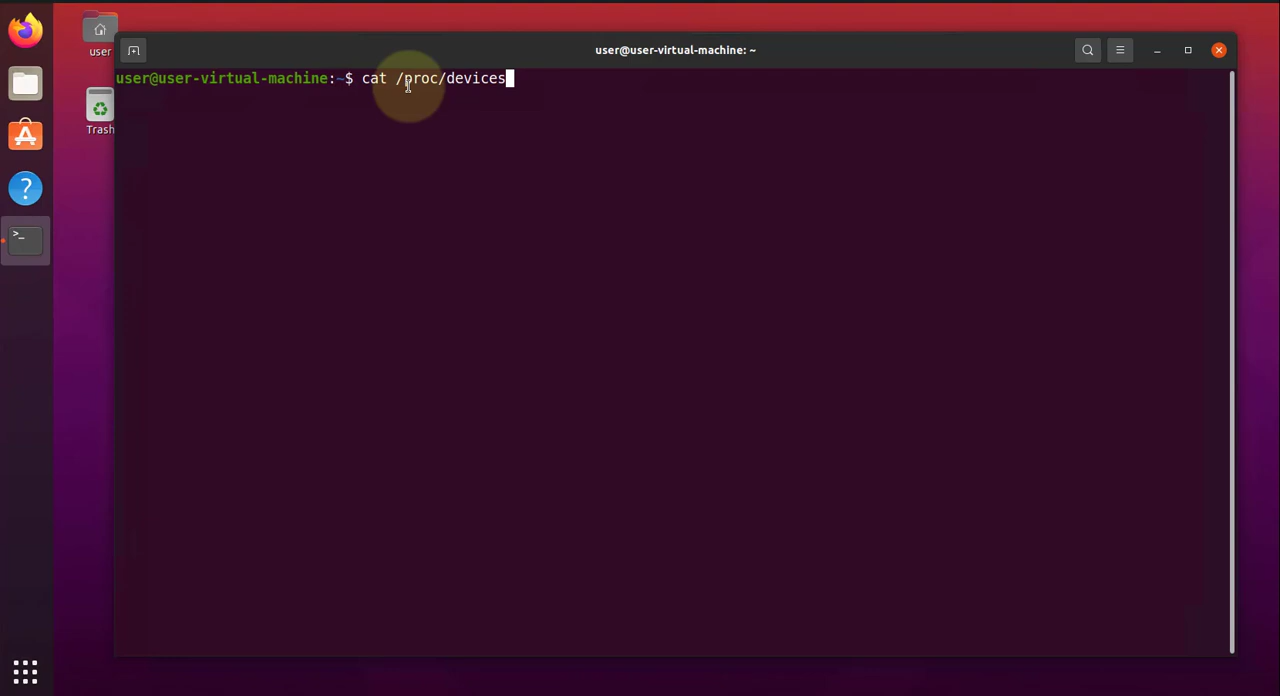 user
Trash
user@user-virtual-machine: ~
user@user-virtual-machine:~$ cat /proc/devices